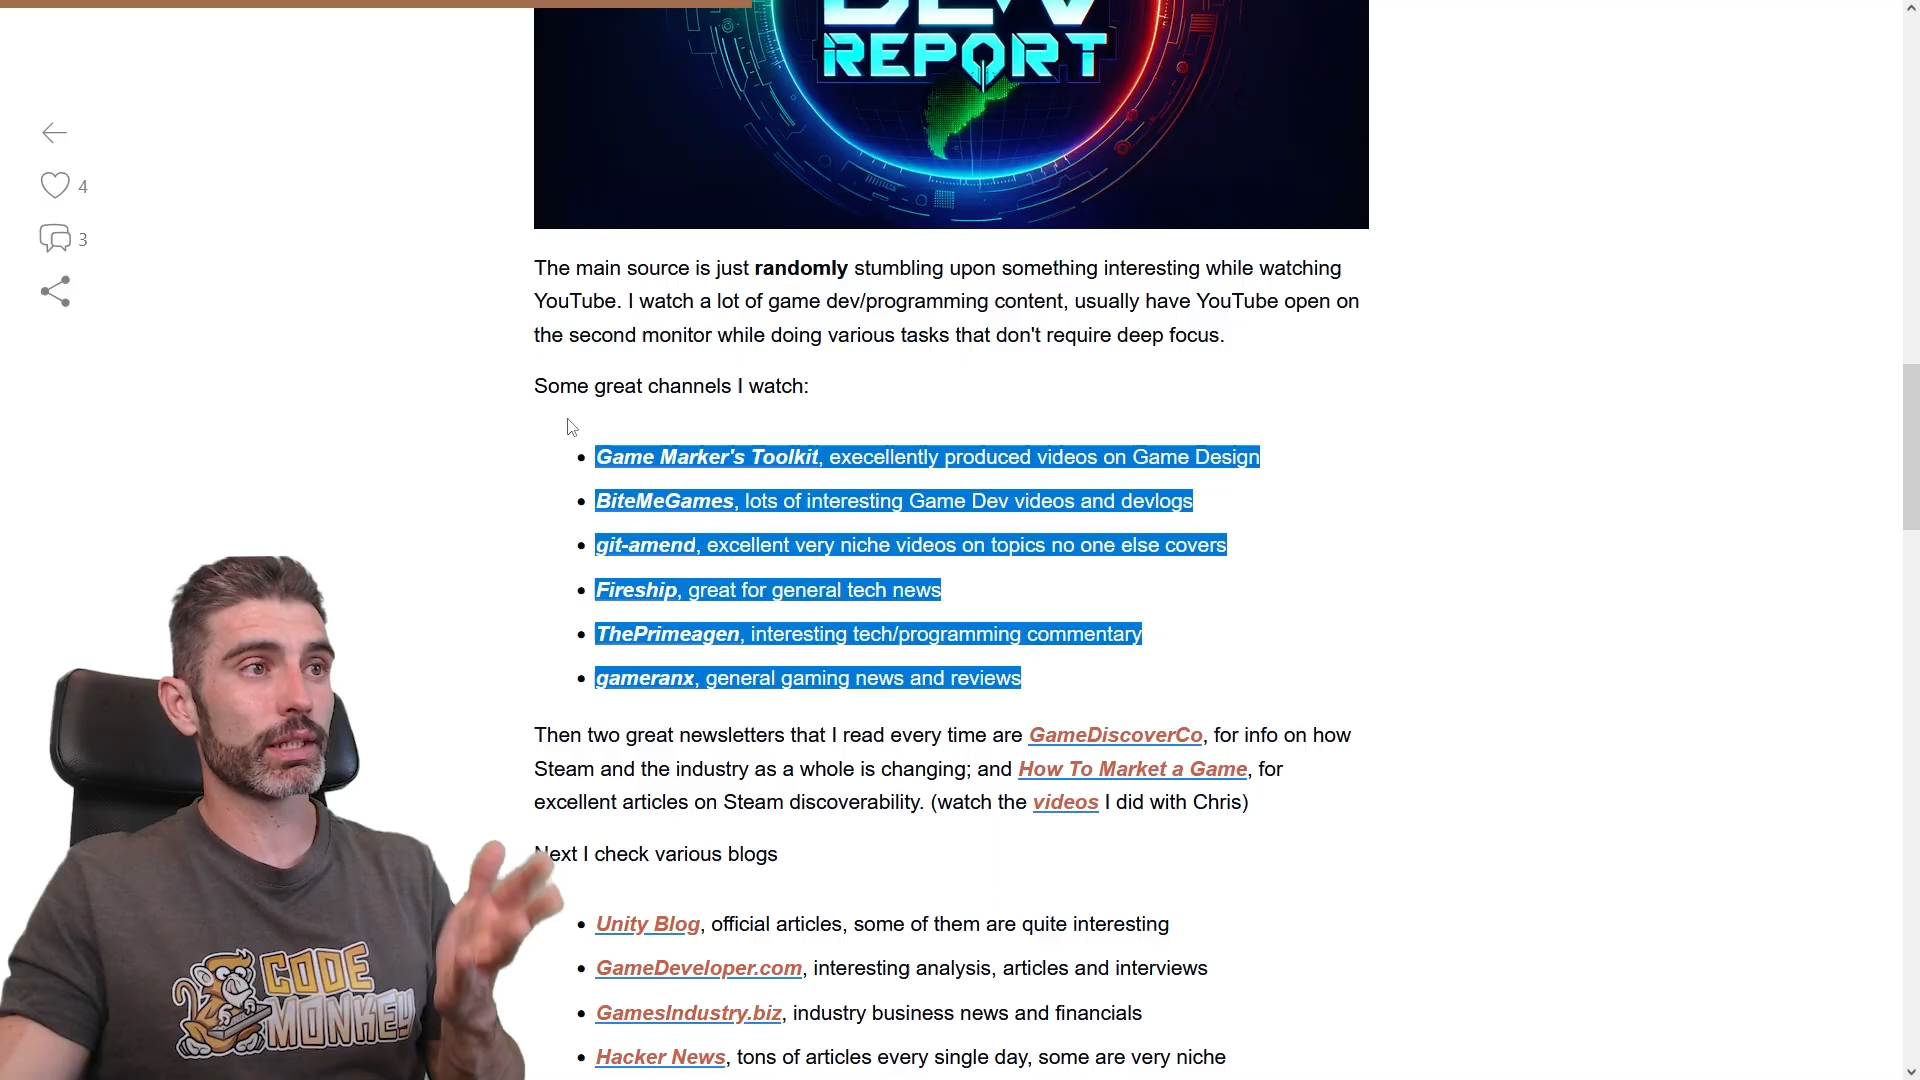 DEV
REPORT
4
3
The main source is just randomly stumbling upon something interesting while watching
YouTube. I watch a lot of game dev/programming content, usually have YouTube open on
the second monitor while doing various tasks that don't require deep focus.
Some great channels I watch:
Game Marker's Toolkit, execellently produced videos on Game Design
BiteMeGames, lots of interesting Game Dev videos and devlogs
git-amend, excellent very niche videos on topics no one else covers
Fireship, great for general tech news
ThePrimeagen, interesting tech/programming commentary
gameranx, general gaming news and reviews
Then two great newsletters that I read every time are GameDiscoverCo, for info on how
Steam and the industry as a whole is changing; and How To Market a Game, for
excellent articles on Steam discoverability. (watch the videos I did with Chris)
Next I check various blogs
Unity Blog, official articles, some of them are quite interesting
GameDeveloper.com, interesting analysis, articles and interviews
GamesIndustry.biz, industry business news and financials
Hacker News, tons of articles every single day, some are very niche
CODE
MONKEY